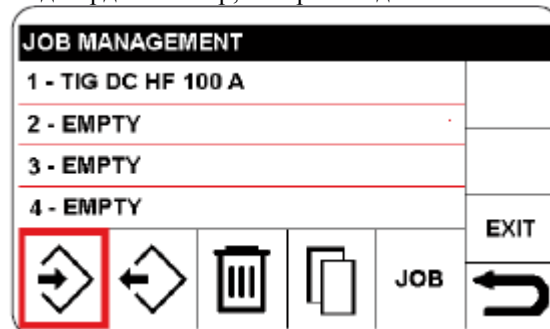 JOB MANAGEMENT
1 - TIG DC HF 100 A
2 - EMPTY
3 - EMPTY
4 - EMPTY
EXIT
JOB